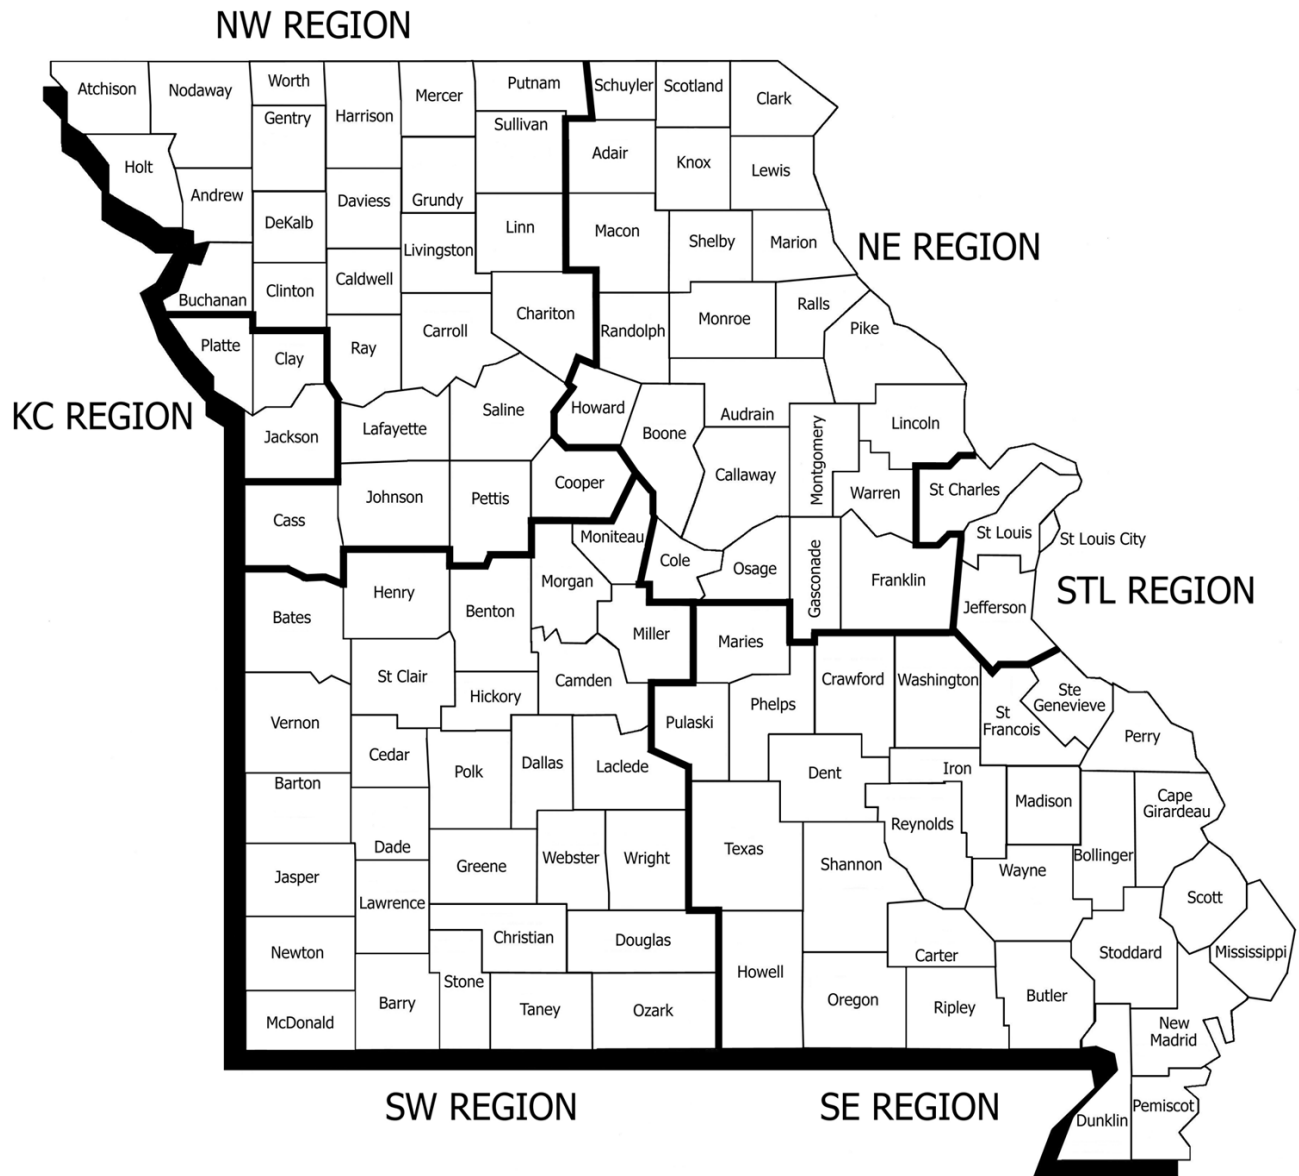 NW REGION
Atchison
Nodaway
Worth
Harrison
Mercer
Putnam
Schuyler
Scotland
Clark
Gentry
Sullivan
Holt
Andrew
DeKalb
Daviess
Grundy
Linn
Adair
Knox
Lewis
Macon
Shelby
Marion
NE REGION
Livingston
Caldwell
Clinton
Buchanan
Chariton
Randolph
Monroe
Ralls
Pike
Platte
Clay
Ray
Carroll
KC REGION
Jackson
Lafayette
Saline
Howard
Boone
Audrain
Montgomery
Lincoln
Cass
Johnson
Pettis
Cooper
Callaway
Warren
St Charles
Moniteau
Cole
Osage
Gasconade
Franklin
St Louis
St Louis City
STL REGION
Jefferson
Bates
Henry
Benton
Morgan
Miller
Maries
St Clair
Hickory
Camden
Pulaski
Phelps
Crawford
Washington
St
Francois
Ste
Genevieve
Perry
Vernon
Cedar
Polk
Dallas
Laclede
Dent
Iron
Madison
Cape
Girardeau
Barton
Dade
Greene
Webster
Wright
Texas
Shannon
Reynolds
Wayne
Bollinger
Scott
Jasper
Lawrence
Christian
Douglas
Howell
Carter
Stoddard
Mississippi
Newton
Stone
Barry
McDonald
Taney
Ozark
Oregon
Ripley
Butler
New
Madrid
Dunklin
Pemiscot
SW REGION
SE REGION